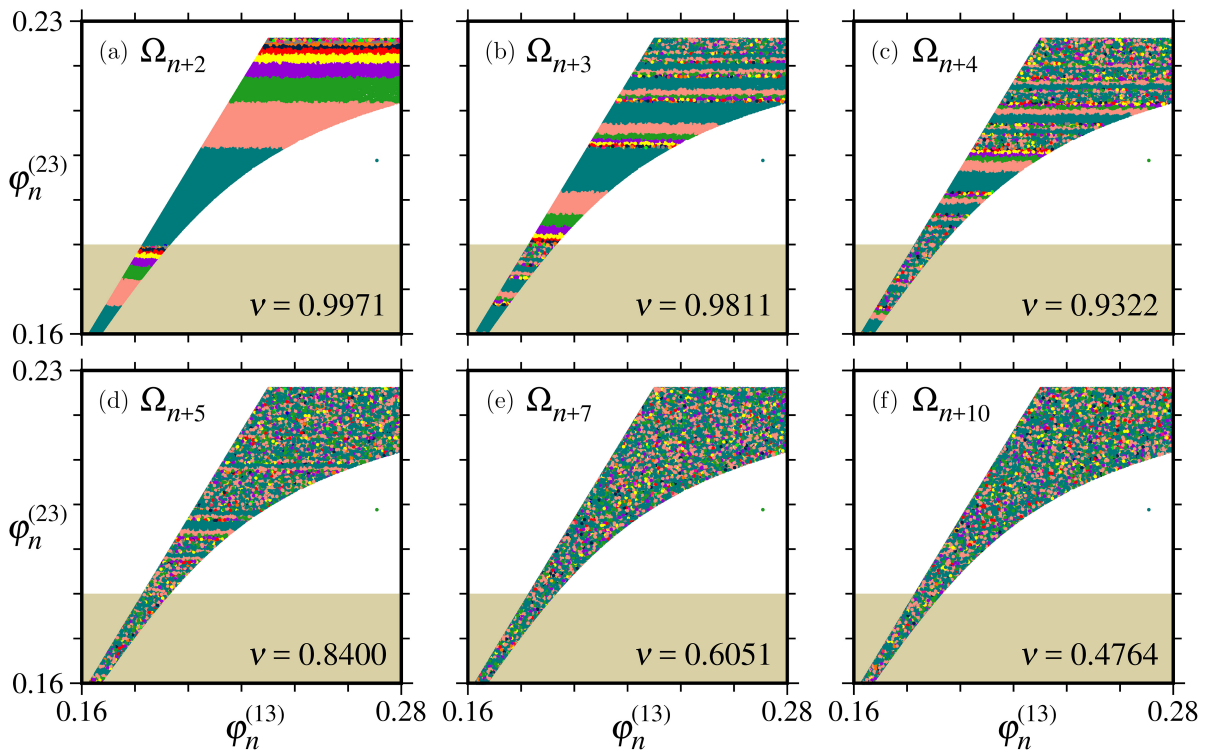 0.23
(a) Ω_{n+2}
(b) Ω_{n+3}
(c) Ω_{n+4}
φ_n^{(23)}
ν = 0.9971
ν = 0.9811
ν = 0.9322
0.16
0.23
(d) Ω_{n+5}
(e) Ω_{n+7}
(f) Ω_{n+10}
φ_n^{(23)}
ν = 0.8400
ν = 0.6051
ν = 0.4764
0.16
0.16 φ_n^{(13)} 0.28
0.16 φ_n^{(13)} 0.28
0.16 φ_n^{(13)} 0.28